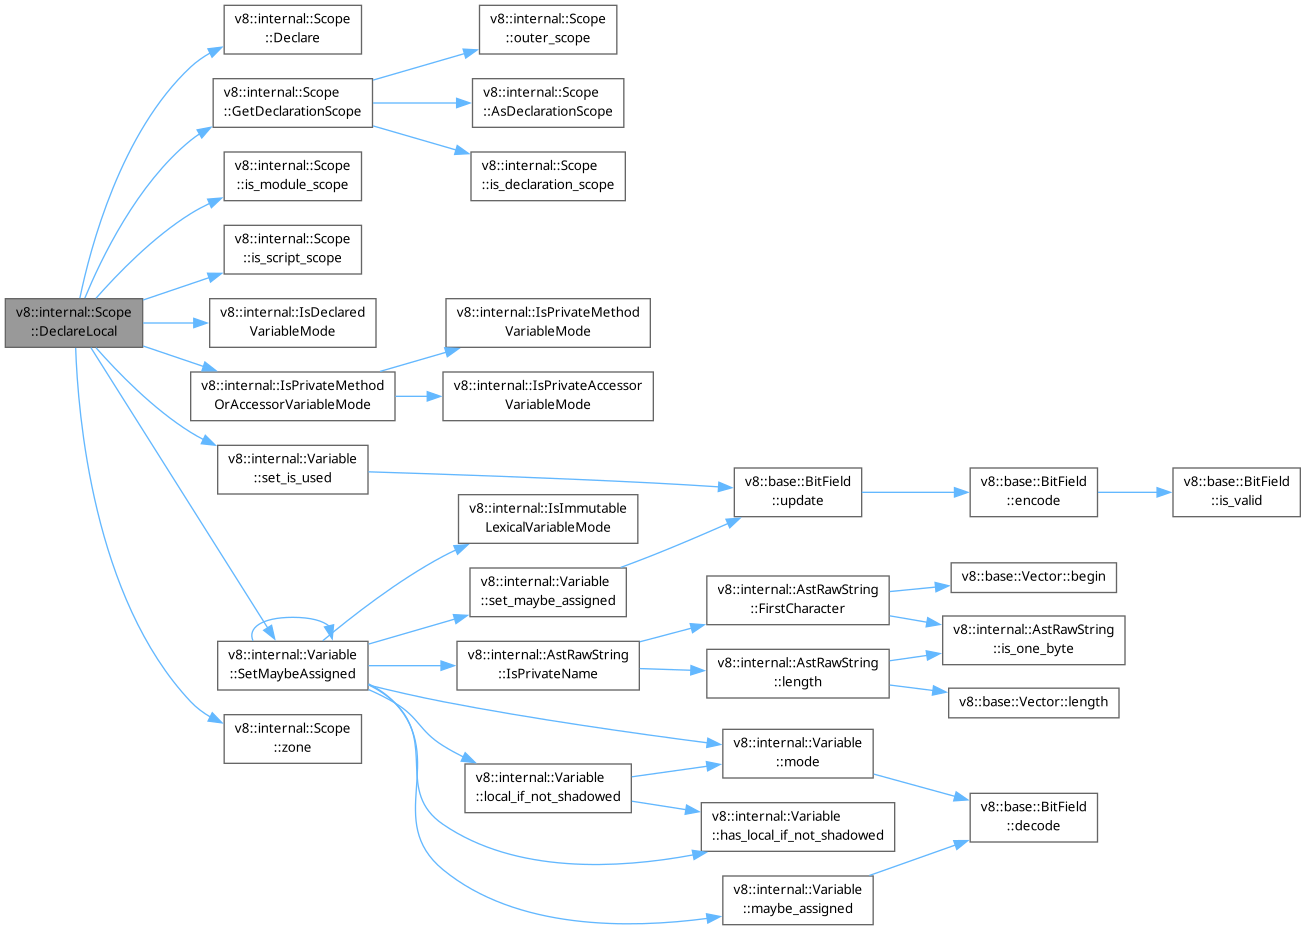 v8::internal::Scope
::Declare
v8::internal::Scope
::outer_scope
v8::internal::Scope
::GetDeclarationScope
v8::internal::Scope
::AsDeclarationScope
v8::internal::Scope
::is_module_scope
v8::internal::Scope
::is_declaration_scope
v8::internal::Scope
::is_script_scope
v8::internal::Scope
::DeclareLocal
v8::internal::IsDeclared
VariableMode
v8::internal::IsPrivateMethod
VariableMode
v8::internal::IsPrivateMethod
OrAccessorVariableMode
v8::internal::IsPrivateAccessor
VariableMode
v8::internal::Variable
::set_is_used
v8::base::BitField
::update
v8::base::BitField
::encode
v8::base::BitField
::is_valid
v8::internal::IsImmutable
LexicalVariableMode
v8::internal::Variable
::set_maybe_assigned
v8::internal::AstRawString
::FirstCharacter
v8::base::Vector::begin
v8::internal::Variable
::SetMaybeAssigned
v8::internal::AstRawString
::IsPrivateName
v8::internal::AstRawString
::length
v8::internal::AstRawString
::is_one_byte
v8::base::Vector::length
v8::internal::Scope
::zone
v8::internal::Variable
::mode
v8::internal::Variable
::local_if_not_shadowed
v8::internal::Variable
::has_local_if_not_shadowed
v8::base::BitField
::decode
v8::internal::Variable
::maybe_assigned